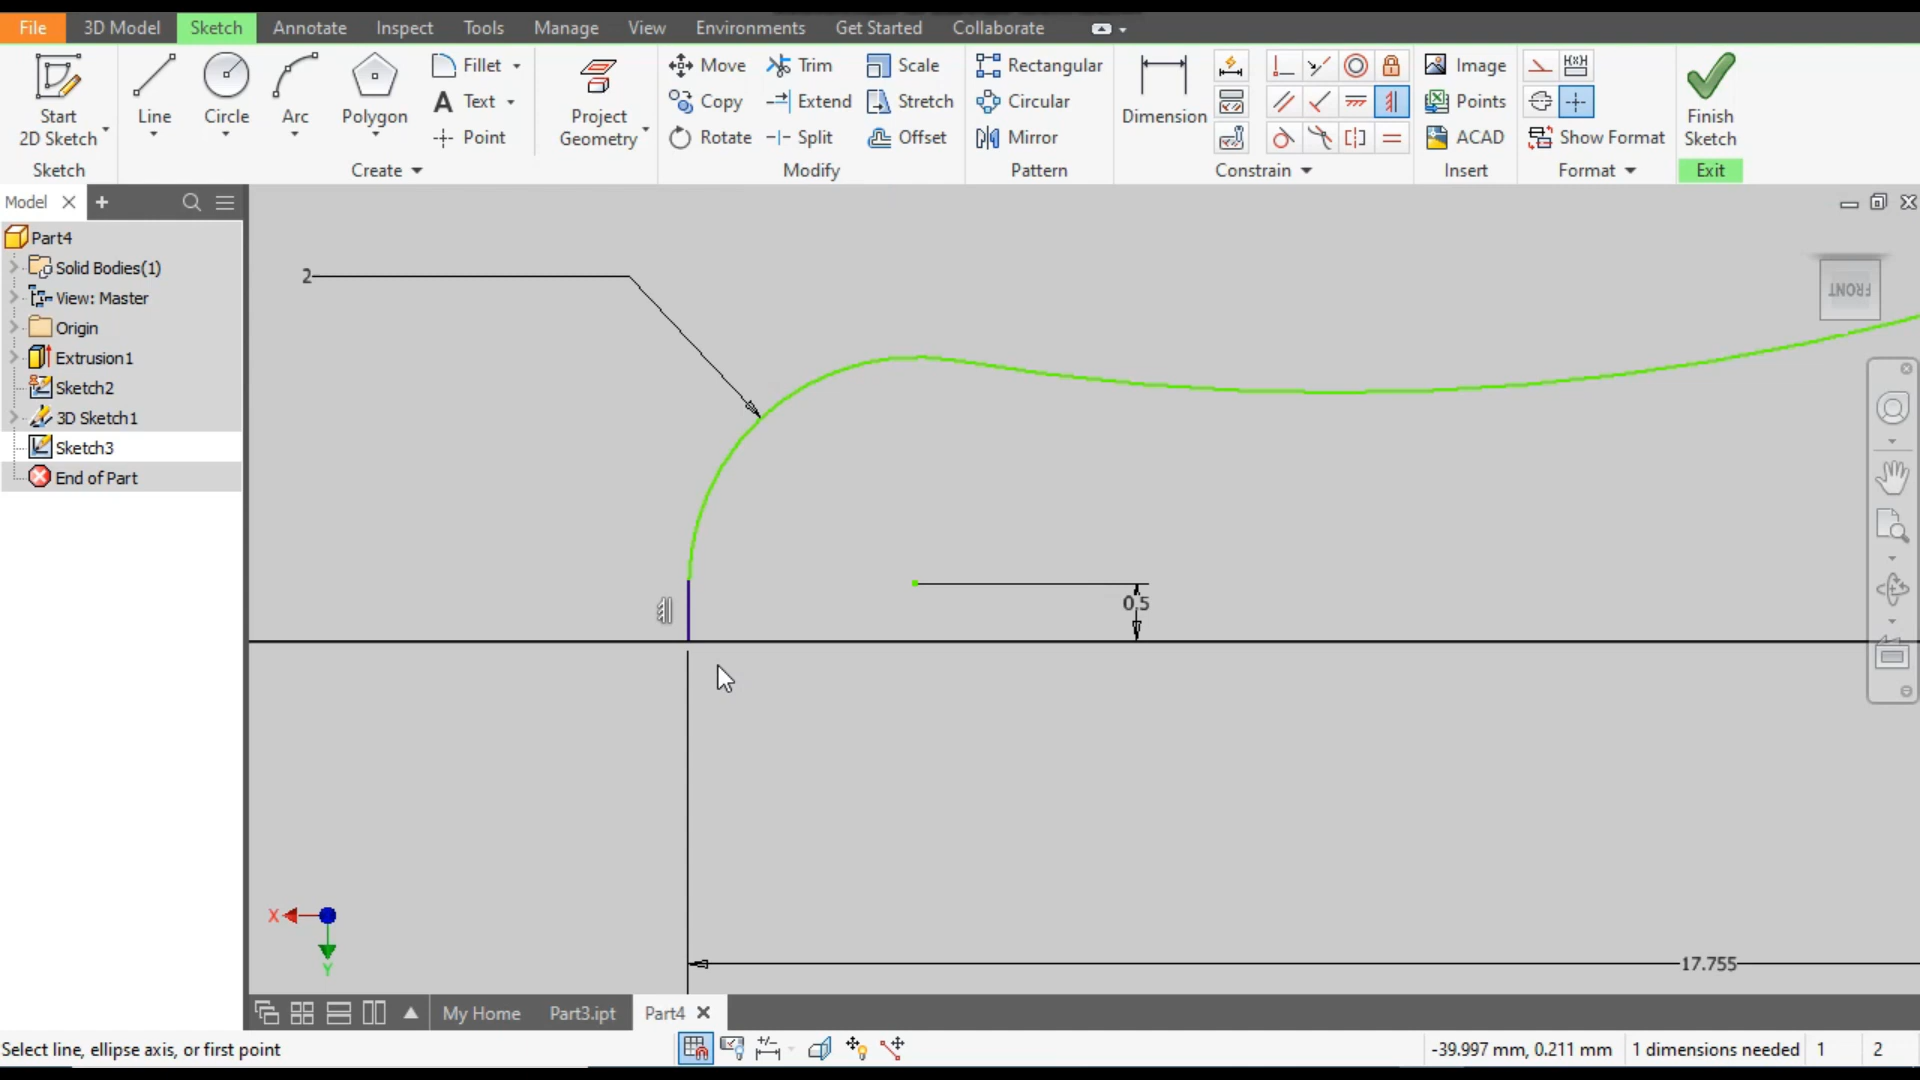 File 3D Model Sketch Annotate Inspect Tools Manage View Environments Get Started Collaborate
Start
2D Sketch
Line
Circle
Arc
Polygon
Fillet
Text
Point
Project
Geometry
Move
Copy
Rotate
Trim
Extend
Split
Scale
Stretch
Offset
Rectangular
Circular
Mirror
Dimension
Image
Points
ACAD
Show Format
Finish
Sketch
Sketch
Create
Modify
Pattern
Constrain
Insert
Format
Exit
Model
Part4
Solid Bodies(1)
View: Master
Origin
Extrusion1
Sketch2
3D Sketch1
Sketch3
End of Part
2
FRONT
0,5
X
Y
17.755
My Home Part3.ipt Part4
Select line, ellipse axis, or first point
-39.997 mm, 0.211 mm 1 dimensions needed 1 2